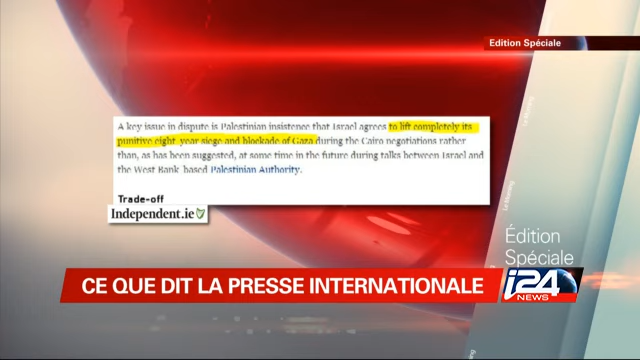 Edition Spéciale
A key issue in dispute is Palestinian insistence that Israel agrees to lift completely its
punitive eight-year siege and blockade of Gaza during the Cairo negotiations rather
than, as has been suggested, at some time in the future during talks between Israel and
the West Bank-based Palestinian Authority.
Trade-off
Independent.ie
Édition
Spéciale
CE QUE DIT LA PRESSE INTERNATIONALE
i24
NEWS